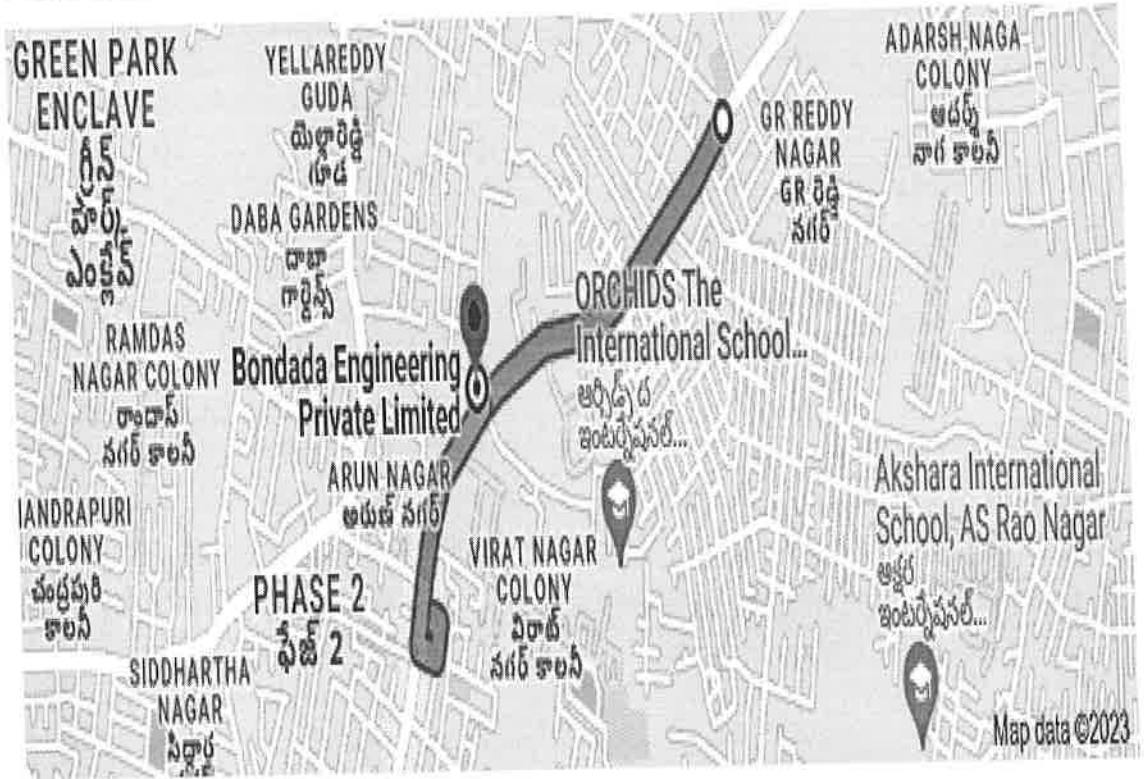 GREEN PARK
ENCLAVE
గ్రీన్
పార్క్
ఎంక్లేవ్
YELLAREDDY
GUDA
యెల్లారెడ్డి
గూడ
ADARSH NAGA
COLONY
ఆదర్శ్
నాగ కాలనీ
GR REDDY
NAGAR
GR రెడ్డి
నగర్
DABA GARDENS
దాబా
గార్డెన్స్
ORCHIDS The
International School...
ఆర్చిడ్స్ ద
ఇంటర్నేషనల్...
RAMDAS
NAGAR COLONY
రాందాస్
నగర్ కాలనీ
Bondada Engineering
Private Limited
ARUN NAGAR
అరుణ్ నగర్
Akshara International
School, AS Rao Nagar
అక్షర
ఇంటర్నేషనల్...
IANDRAPURI
COLONY
చంద్రపురి
కాలనీ
VIRAT NAGAR
COLONY
విరాట్
నగర్ కాలనీ
PHASE 2
ఫేజ్ 2
SIDDHARTHA
NAGAR
సిద్ధార్థ
Map data ©2023